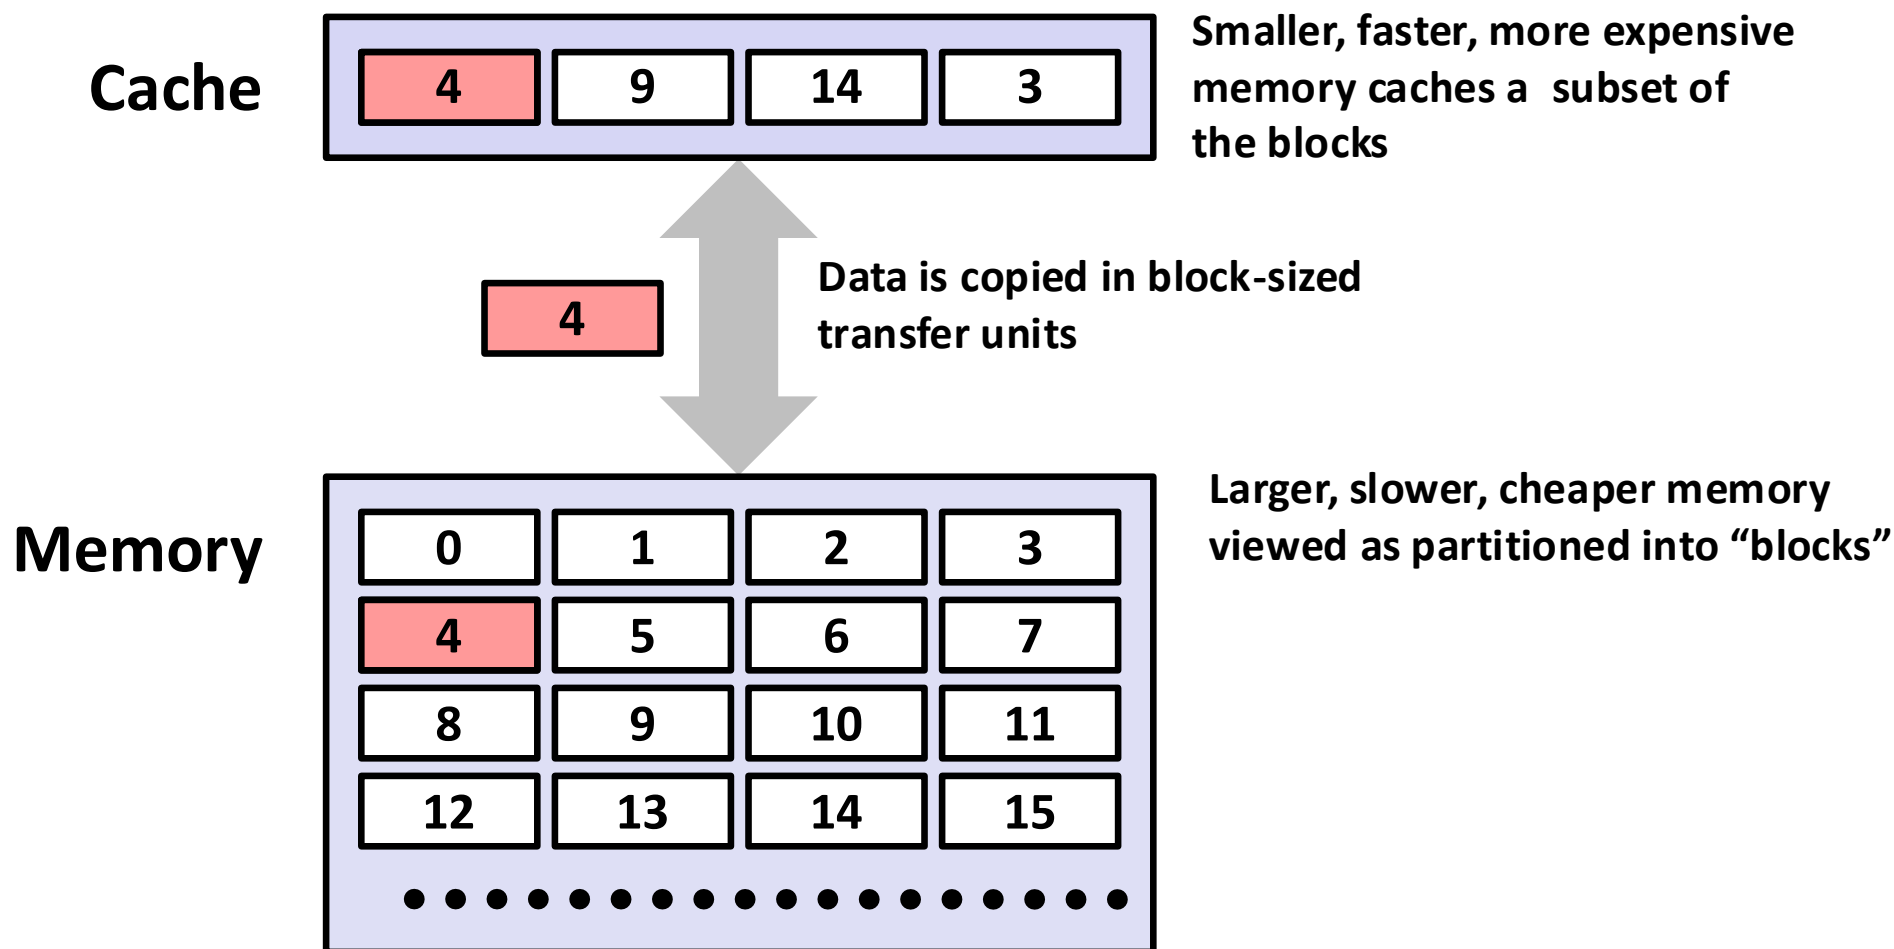 Cache
4 9 14 3
Smaller, faster, more expensive
memory caches a subset of
the blocks
4
Data is copied in block-sized
transfer units
Memory
0 1 2 3
4 5 6 7
8 9 10 11
12 13 14 15
Larger, slower, cheaper memory
viewed as partitioned into “blocks”